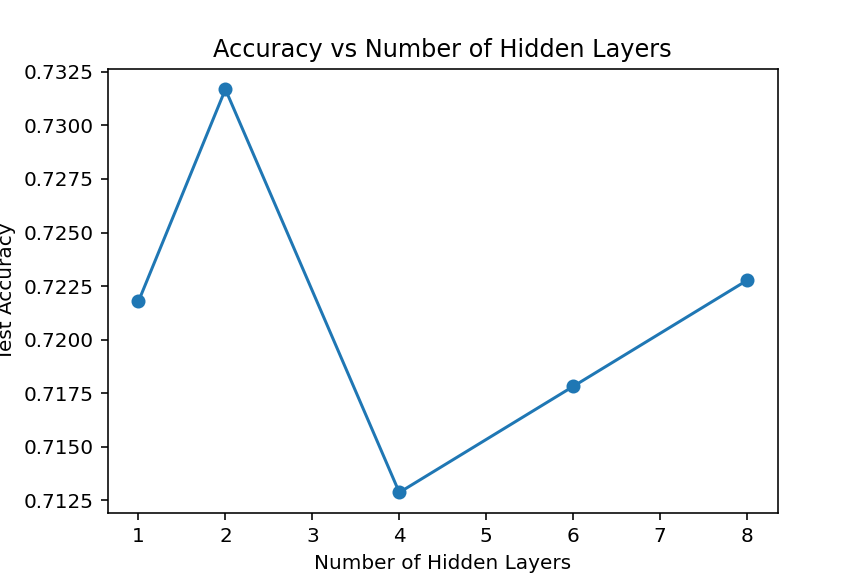 Accuracy vs Number of Hidden Layers
0.7325
0.7300
0.7275
0.7250
0.7225
0.7200
0.7175
0.7150
0.7125
Test Accuracy
1 2 3 4 5 6 7 8
Number of Hidden Layers